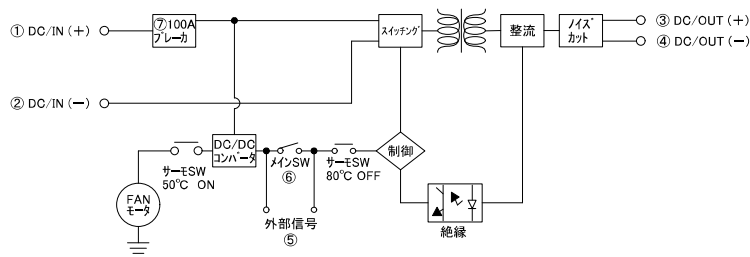 ① DC/IN (+)
⑦100A
ブレーカ
スイッチング
整流
ノイズ
カット
③ DC/OUT (+)
④ DC/OUT (−)
② DC/IN (−)
DC/DC
コンバータ
サーモSW
50℃ ON
メインSW
⑥
サーモSW
80℃ OFF
制御
FAN
モータ
外部信号
⑤
絶縁